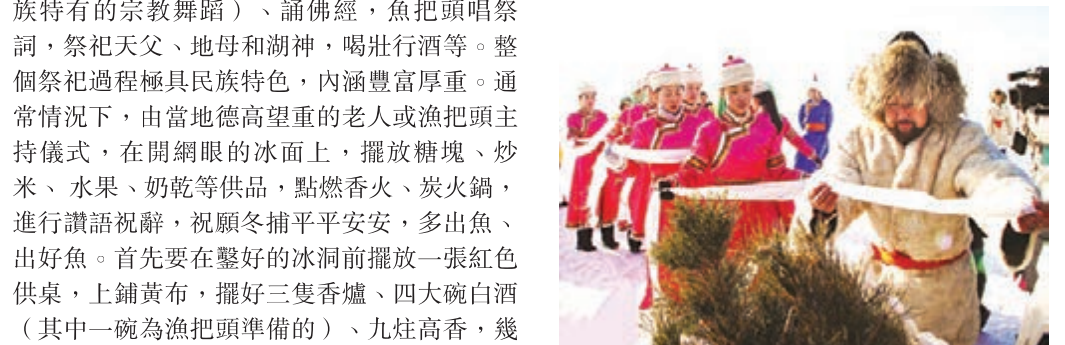 族特有的宗教舞蹈）、誦佛經，魚把頭唱祭
詞，祭祀天父、地母和湖神，喝壯行酒等。整
個祭祀過程極具民族特色，內涵豐富厚重。通
常情況下，由當地德高望重的老人或漁把頭主
持儀式，在開網眼的冰面上，擺放糖塊、炒
米、 水果、奶乾等供品，點燃香火、炭火鍋，
進行讚語祝辭，祝願冬捕平平安安，多出魚、
出好魚。首先要在鑿好的冰洞前擺放一張紅色
供桌，上鋪黃布，擺好三隻香爐、四大碗白酒
（其中一碗為漁把頭準備的）、九炷高香，幾